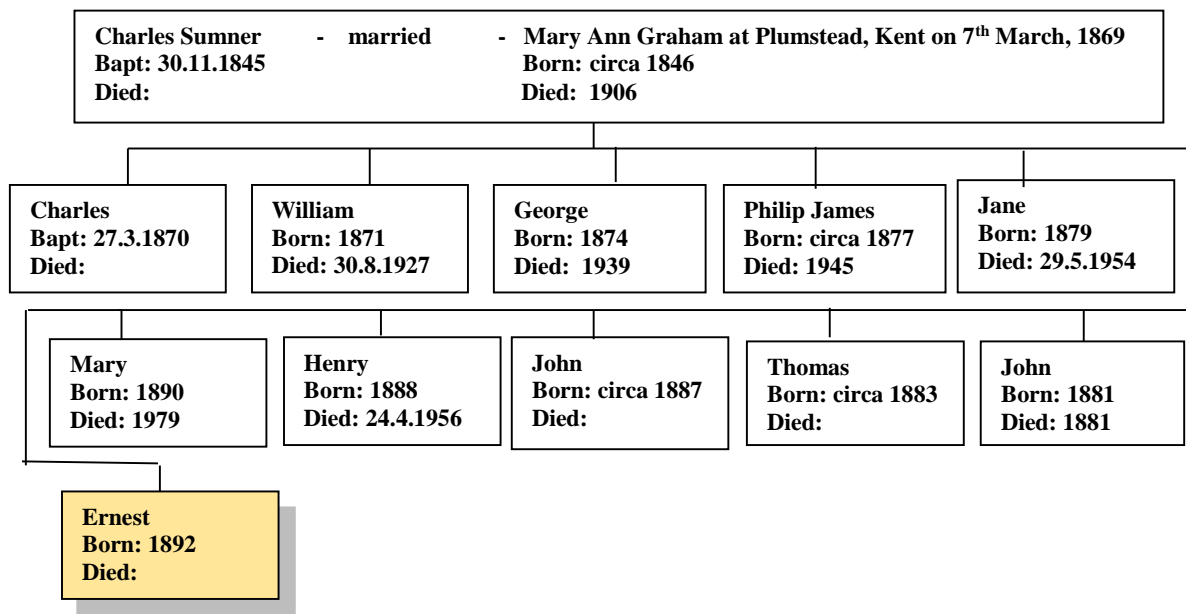 Charles Sumner - married - Mary Ann Graham at Plumstead, Kent on 7th March, 1869
Bapt: 30.11.1845 Born: circa 1846
Died: Died: 1906
Charles
Bapt: 27.3.1870
Died:
William
Born: 1871
Died: 30.8.1927
George
Born: 1874
Died: 1939
Philip James
Born: circa 1877
Died: 1945
Jane
Born: 1879
Died: 29.5.1954
Mary
Born: 1890
Died: 1979
Henry
Born: 1888
Died: 24.4.1956
John
Born: circa 1887
Died:
Thomas
Born: circa 1883
Died:
John
Born: 1881
Died: 1881
Ernest
Born: 1892
Died: